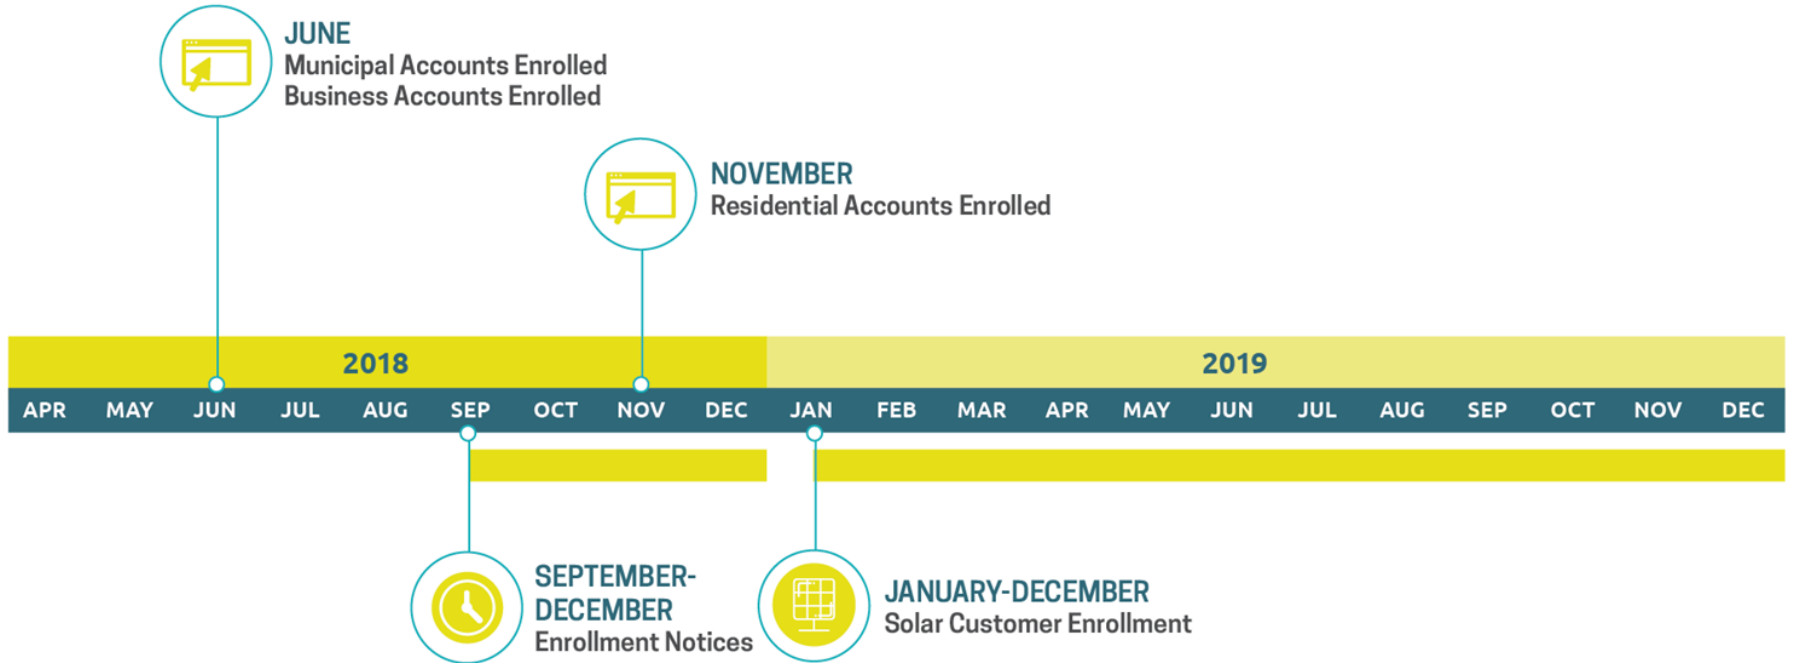 JUNE
Municipal Accounts Enrolled
Business Accounts Enrolled
NOVEMBER
Residential Accounts Enrolled
2018 2019
APR MAY JUN JUL AUG SEP OCT NOV DEC JAN FEB MAR APR MAY JUN JUL AUG SEP OCT NOV DEC
SEPTEMBER-
DECEMBER
Enrollment Notices
JANUARY-DECEMBER
Solar Customer Enrollment